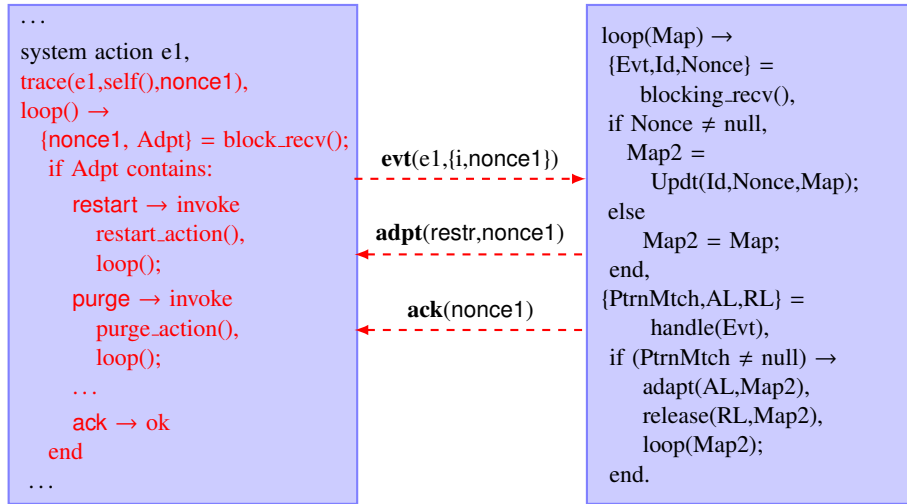 ...
system action e1,
trace(e1,self(),nonce1),
loop() →
{nonce1, Adpt} = block_recv();
if Adpt contains:
restart → invoke
restart_action(),
loop();
purge → invoke
purge_action(),
loop();
...
ack → ok
end
...
evt(e1,{i,nonce1})
adpt(restr,nonce1)
ack(nonce1)
loop(Map) →
{Evt,Id,Nonce} =
blocking_recv(),
if Nonce ≠ null,
Map2 =
Updt(Id,Nonce,Map);
else
Map2 = Map;
end,
{PtrnMtch,AL,RL} =
handle(Evt),
if (PtrnMtch ≠ null) →
adapt(AL,Map2),
release(RL,Map2),
loop(Map2);
end.